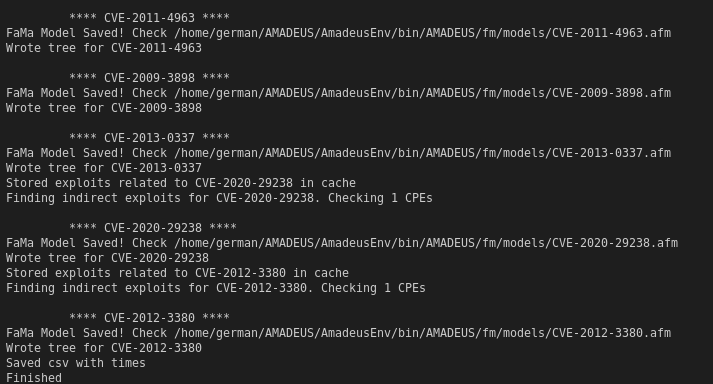 **** CVE-2011-4963 ****
FaMa Model Saved! Check /home/german/AMADEUS/AmadeusEnv/bin/AMADEUS/fm/models/CVE-2011-4963.afm
Wrote tree for CVE-2011-4963
**** CVE-2009-3898 ****
FaMa Model Saved! Check /home/german/AMADEUS/AmadeusEnv/bin/AMADEUS/fm/models/CVE-2009-3898.afm
Wrote tree for CVE-2009-3898
**** CVE-2013-0337 ****
FaMa Model Saved! Check /home/german/AMADEUS/AmadeusEnv/bin/AMADEUS/fm/models/CVE-2013-0337.afm
Wrote tree for CVE-2013-0337
Stored exploits related to CVE-2020-29238 in cache
Finding indirect exploits for CVE-2020-29238. Checking 1 CPEs
**** CVE-2020-29238 ****
FaMa Model Saved! Check /home/german/AMADEUS/AmadeusEnv/bin/AMADEUS/fm/models/CVE-2020-29238.afm
Wrote tree for CVE-2020-29238
Stored exploits related to CVE-2012-3380 in cache
Finding indirect exploits for CVE-2012-3380. Checking 1 CPEs
**** CVE-2012-3380 ****
FaMa Model Saved! Check /home/german/AMADEUS/AmadeusEnv/bin/AMADEUS/fm/models/CVE-2012-3380.afm
Wrote tree for CVE-2012-3380
Saved csv with times
Finished